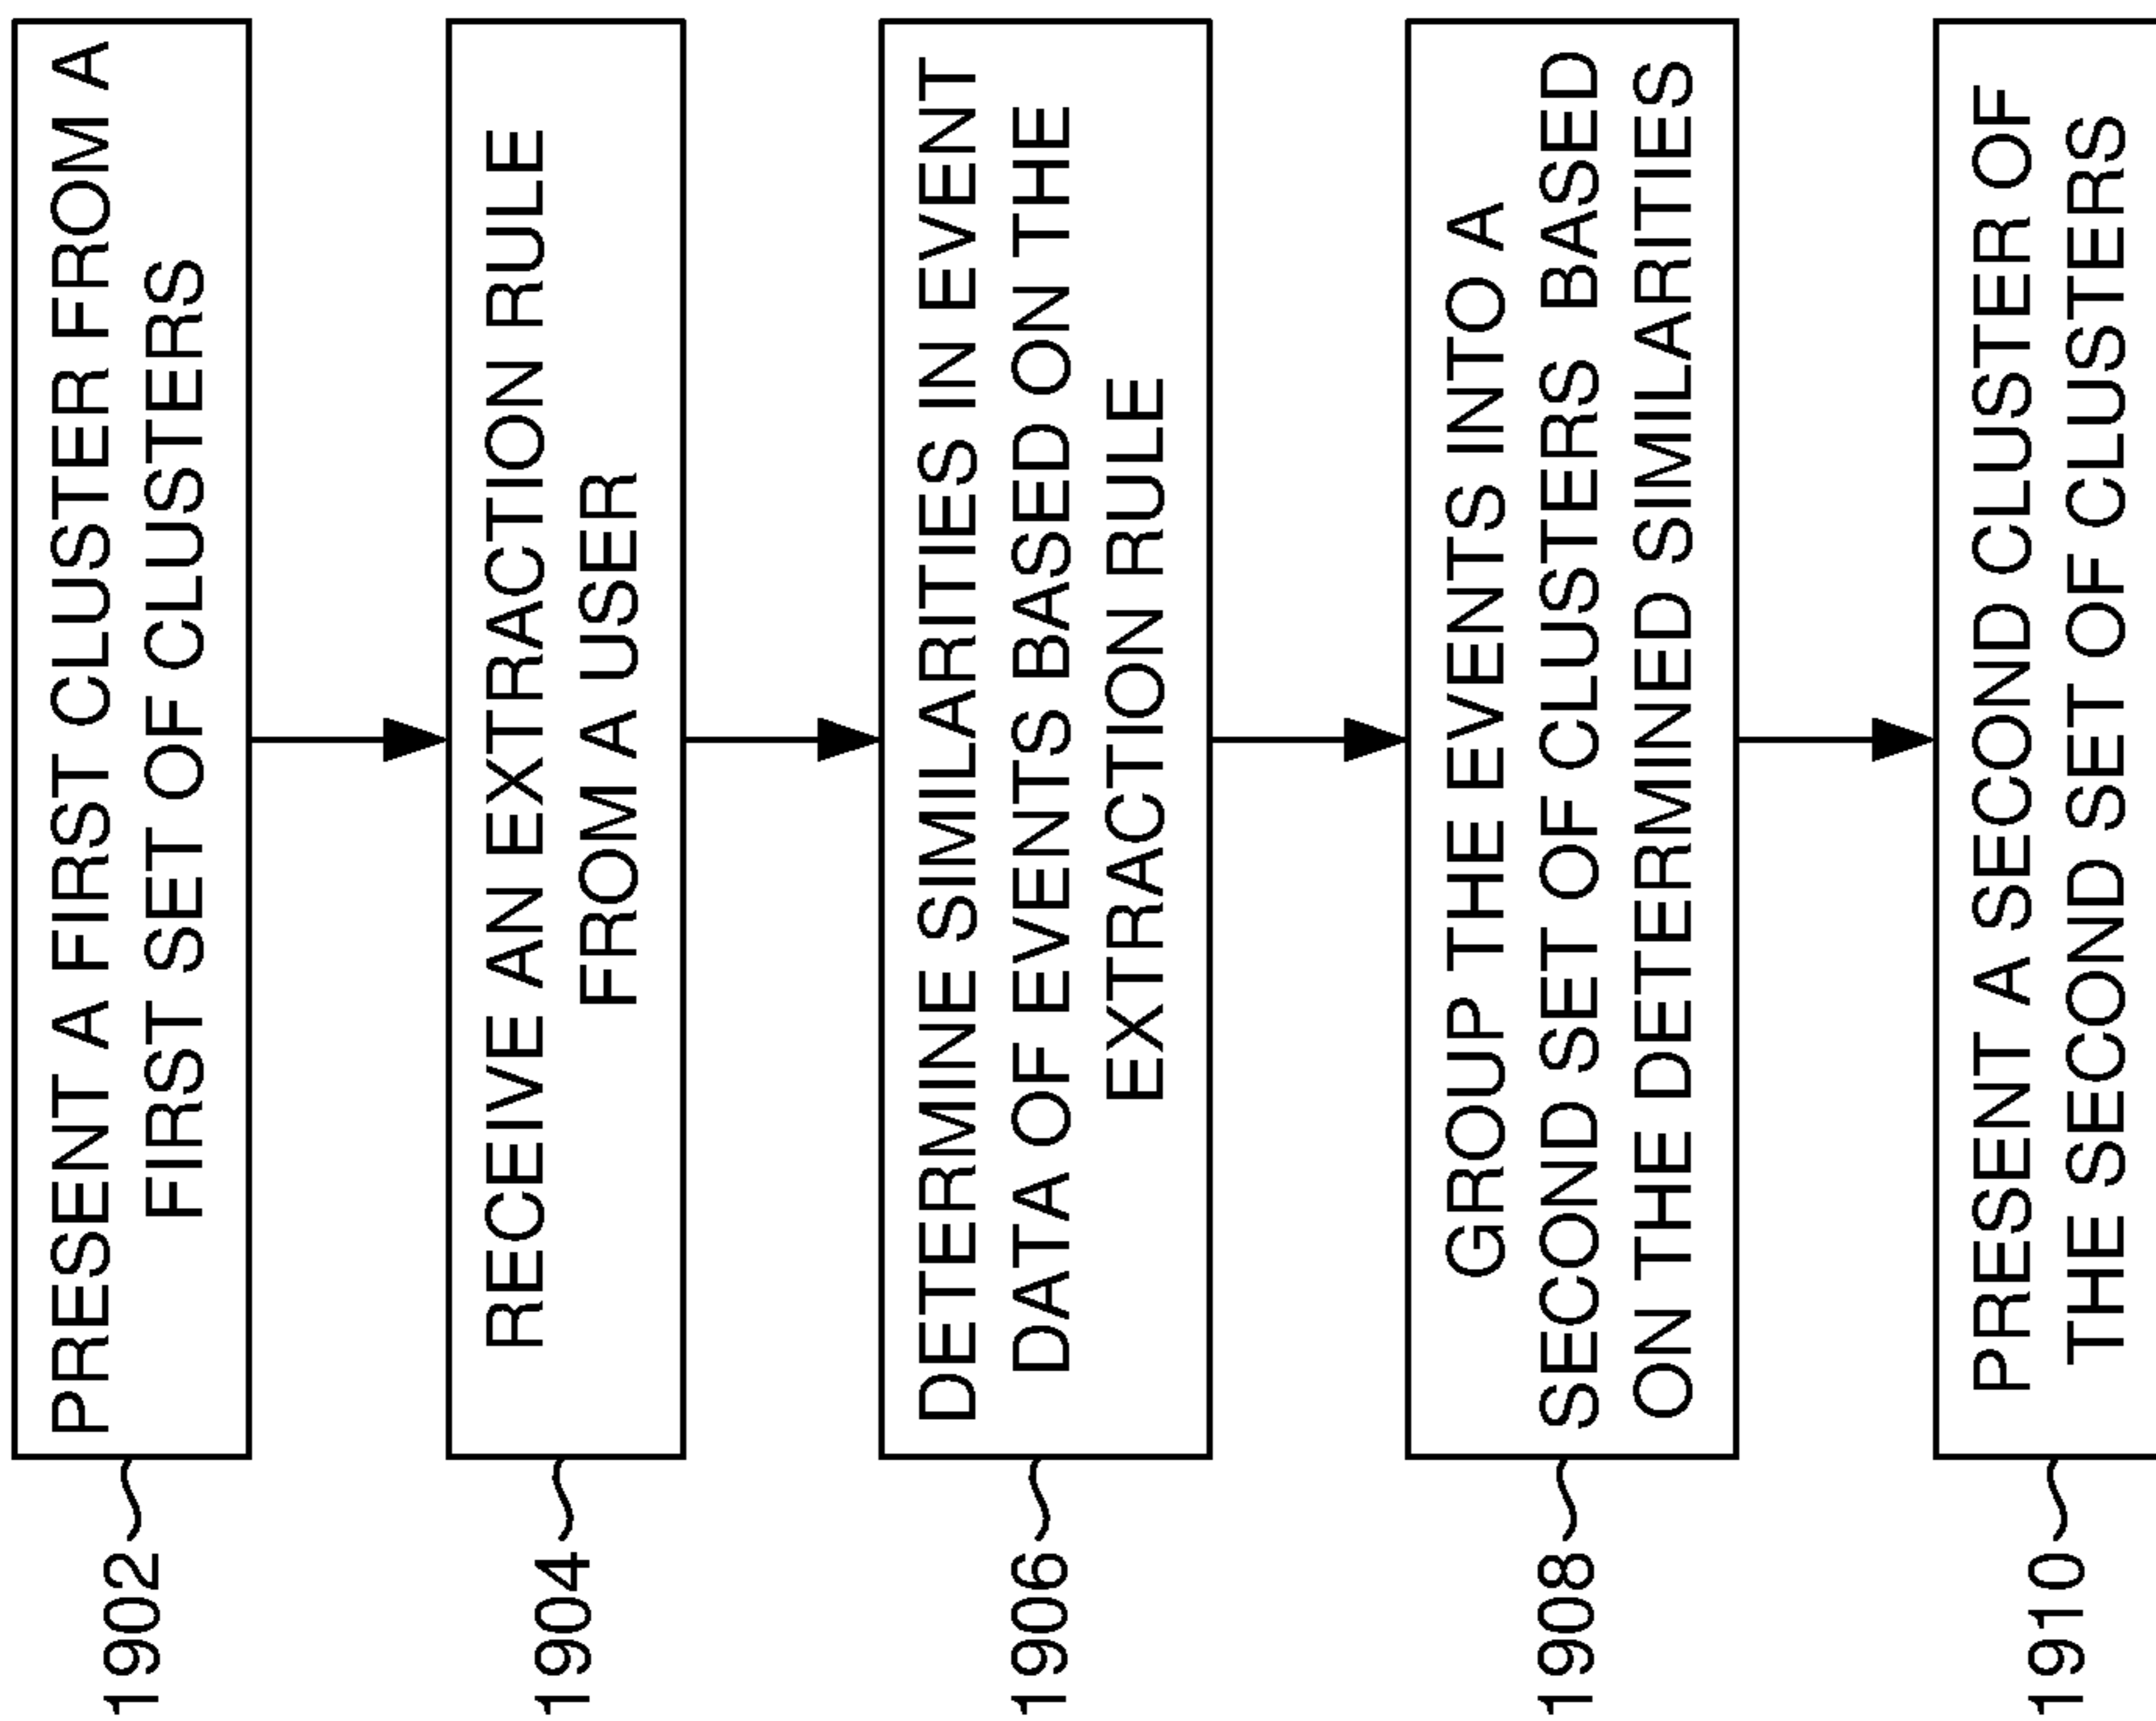 1902
PRESENT A FIRST CLUSTER FROM A
FIRST SET OF CLUSTERS
1904
RECEIVE AN EXTRACTION RULE
FROM A USER
1906
DETERMINE SIMILARITIES IN EVENT
DATA OF EVENTS BASED ON THE
EXTRACTION RULE
1908
GROUP THE EVENTS INTO A
SECOND SET OF CLUSTERS BASED
ON THE DETERMINED SIMILARITIES
1910
PRESENT A SECOND CLUSTER OF
THE SECOND SET OF CLUSTERS